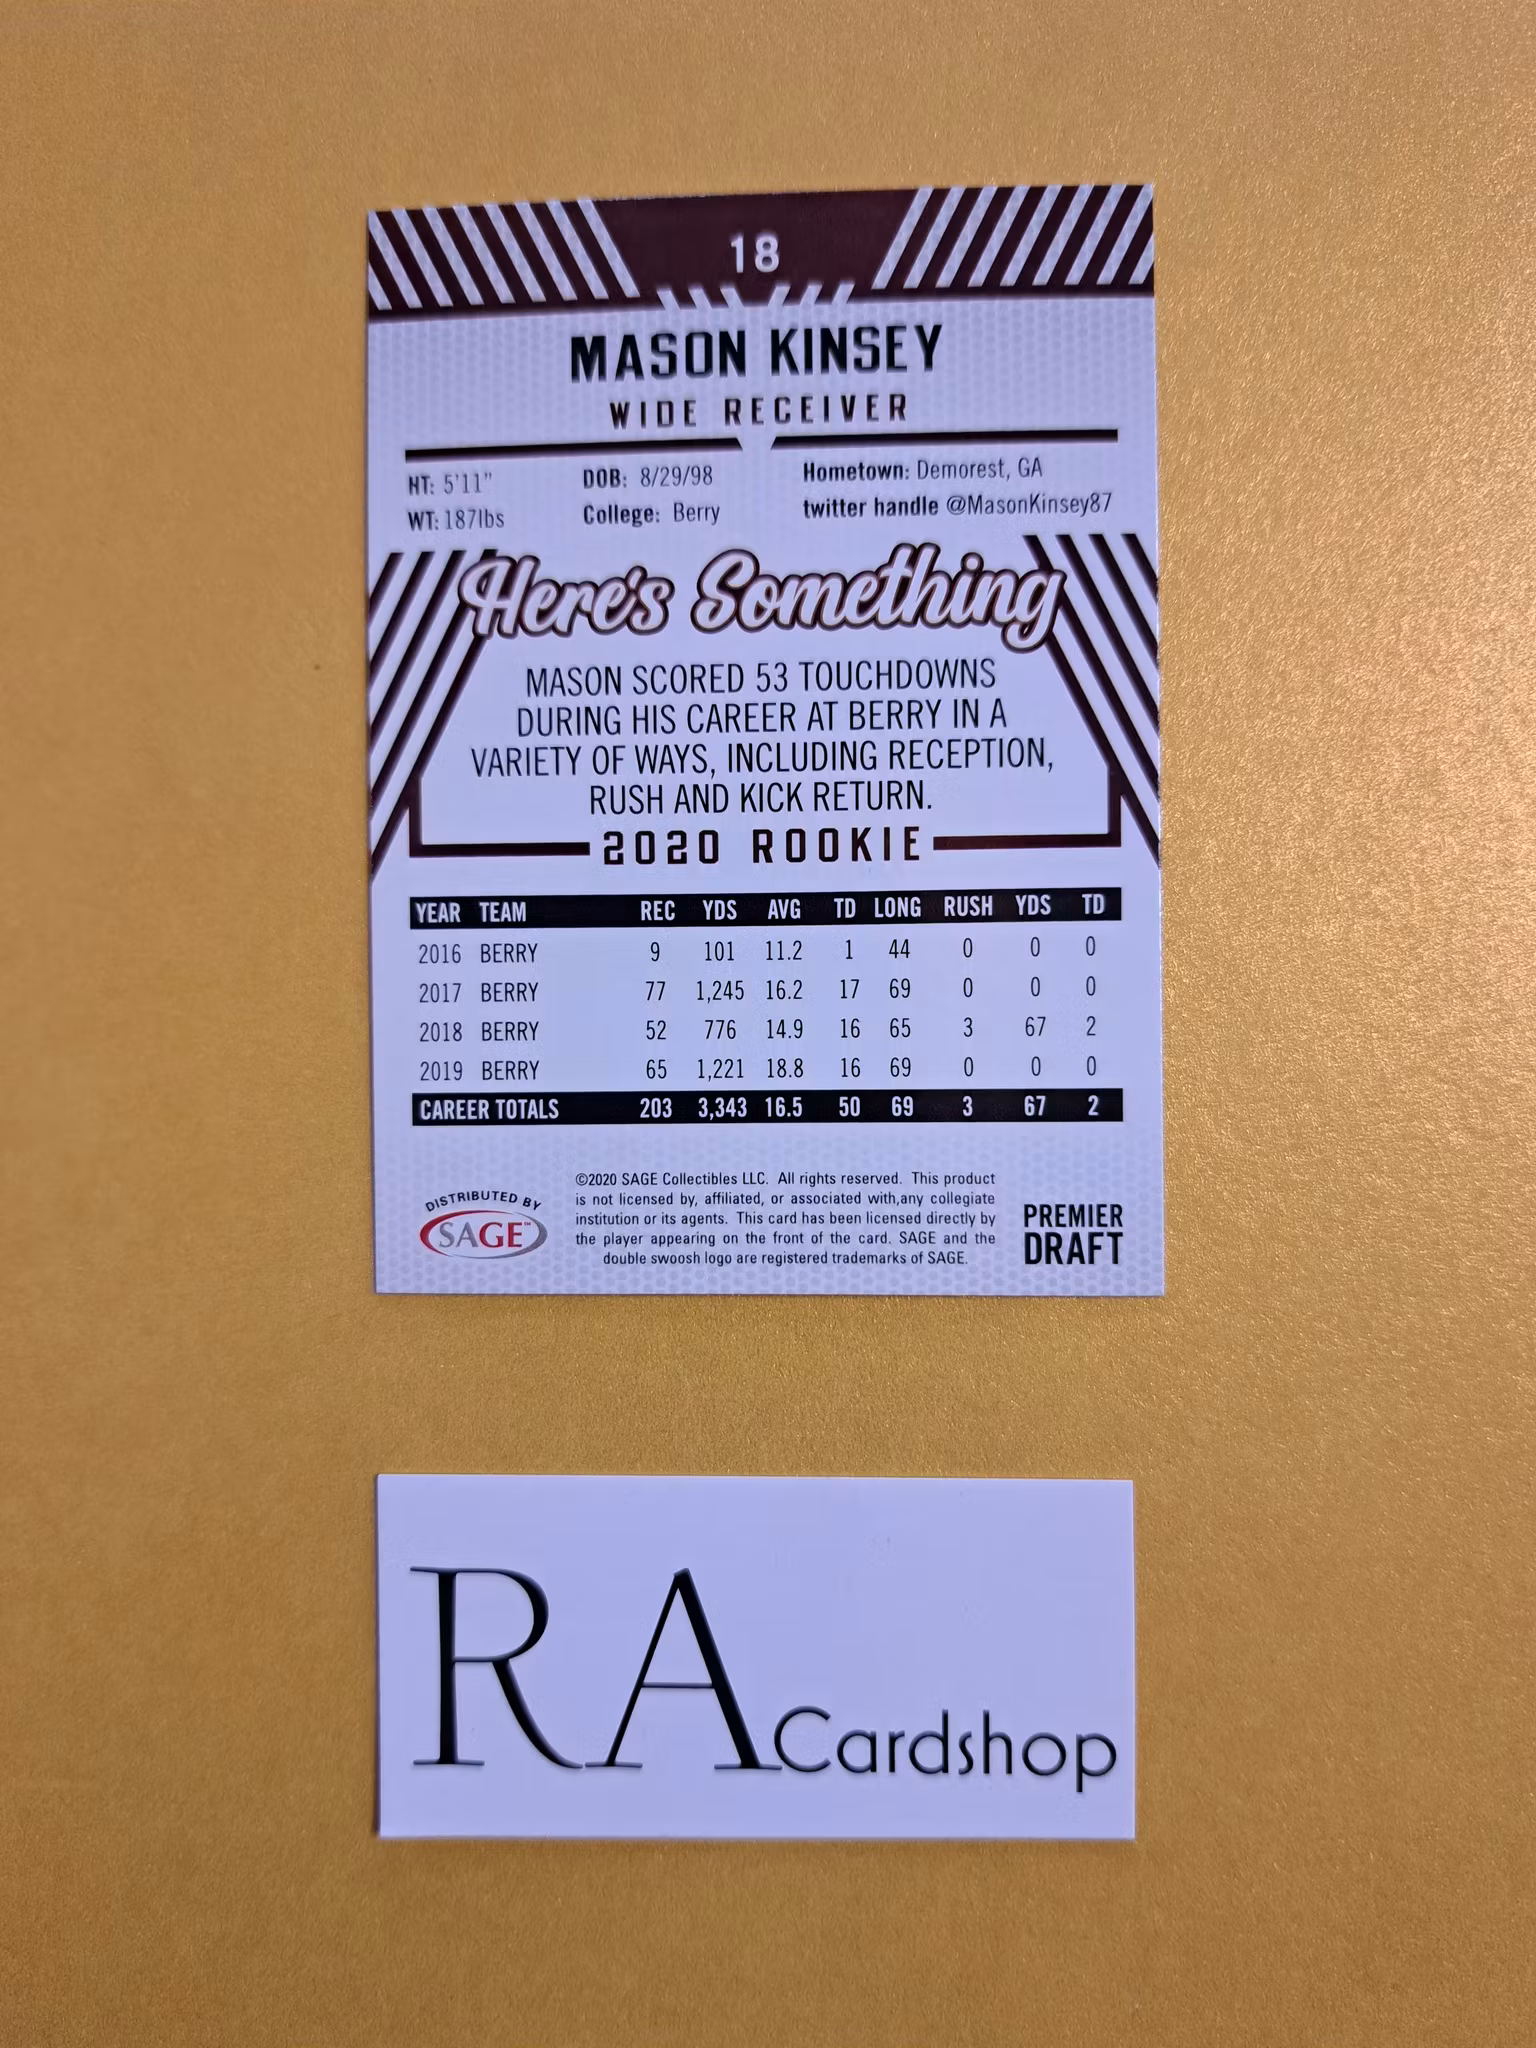 18
MASON KINSEY
WIDE RECEIVER
HT: 5'11" DOB: 8/29/98 Hometown: Demorest, GA
WT: 187lbs College: Berry twitter handle @MasonKinsey87
Here's Something
MASON SCORED 53 TOUCHDOWNS
DURING HIS CAREER AT BERRY IN A
VARIETY OF WAYS, INCLUDING RECEPTION,
RUSH AND KICK RETURN.
2020 ROOKIE
YEAR TEAM REC YDS AVG TD LONG RUSH YDS TD
2016 BERRY 9 101 11.2 1 44 0 0 0
2017 BERRY 77 1,245 16.2 17 69 0 0 0
2018 BERRY 52 776 14.9 16 65 3 67 2
2019 BERRY 65 1,221 18.8 16 69 0 0 0
CAREER TOTALS 203 3,343 16.5 50 69 3 67 2
DISTRIBUTED BY
SAGE™
©2020 SAGE Collectibles LLC. All rights reserved. This product
is not licensed by, affiliated, or associated with,any collegiate
institution or its agents. This card has been licensed directly by
the player appearing on the front of the card. SAGE and the
double swoosh logo are registered trademarks of SAGE.
PREMIER
DRAFT
RA Cardshop